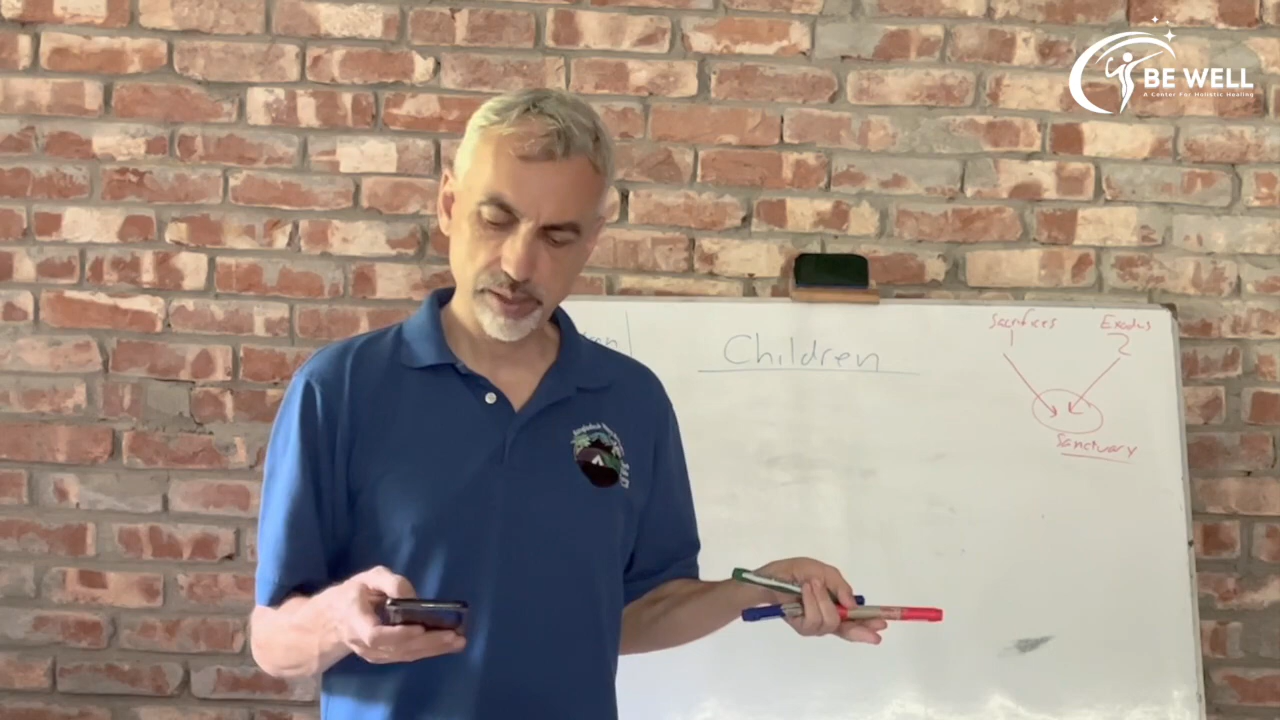 BE WELL
A Center For Holistic Healing
Children
Sacrifices
1
Exodus
2
Sanctuary